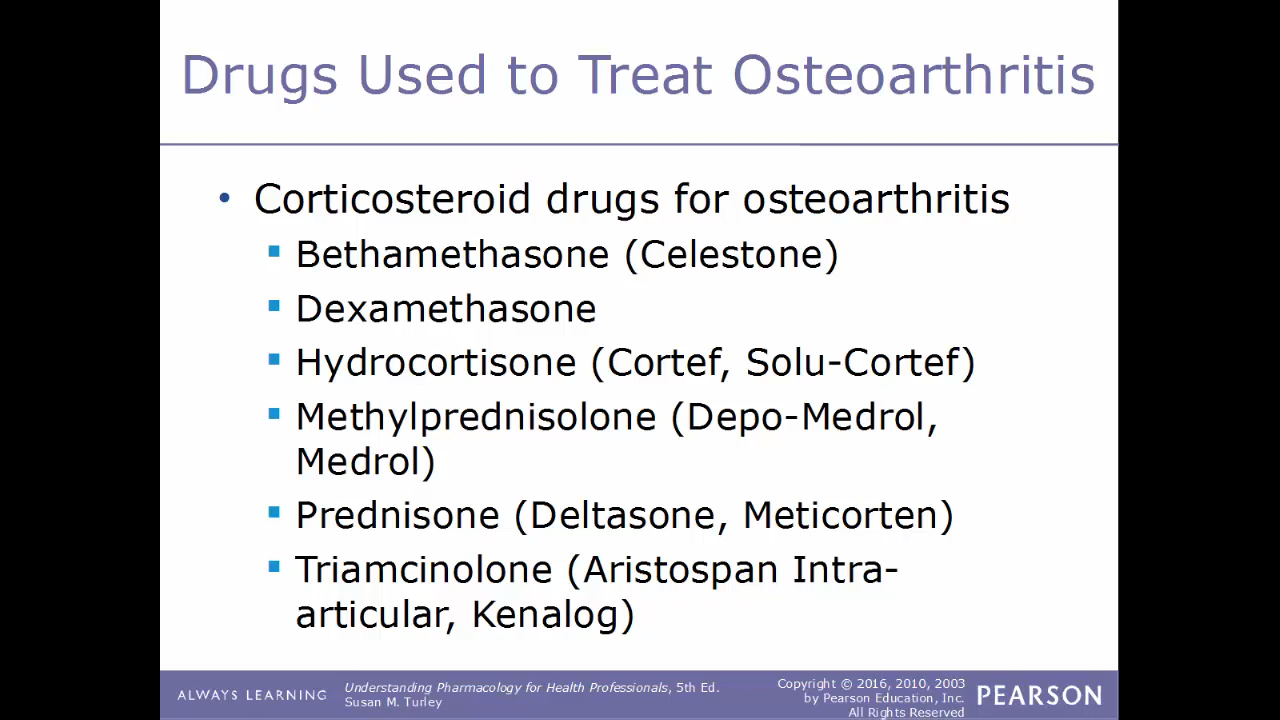 Drugs Used to Treat Osteoarthritis
• Corticosteroid drugs for osteoarthritis
▪ Bethamethasone (Celestone)
▪ Dexamethasone
▪ Hydrocortisone (Cortef, Solu-Cortef)
▪ Methylprednisolone (Depo-Medrol,
Medrol)
▪ Prednisone (Deltasone, Meticorten)
▪ Triamcinolone (Aristospan Intra-
articular, Kenalog)
ALWAYS LEARNING
Understanding Pharmacology for Health Professionals, 5th Ed.
Susan M. Turley
Copyright © 2016, 2010, 2003
by Pearson Education, Inc.
All Rights Reserved
PEARSON